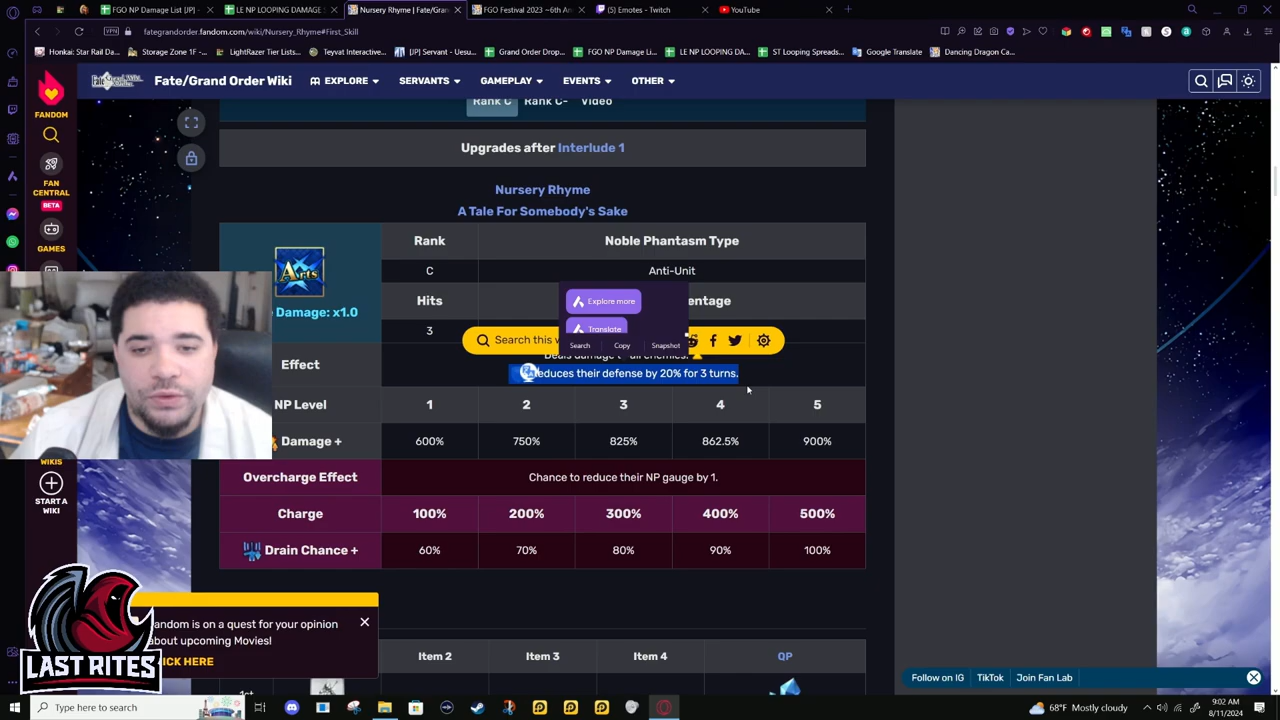 FGO NP Damage List [JP] -
LE NP LOOPING DAMAGE
Nursery Rhyme | Fate/Gran
FGO Festival 2023 ~6th An
(5) Emotes - Twitch
YouTube
fategrandorder.fandom.com/wiki/Nursery_Rhyme#First_Skill
Honkai: Star Rail Da...
Storage Zone 1F -...
LightRazer Tier Lists...
Teyvat Interactive...
[JP] Servant - Uesu...
Grand Order Drop...
FGO NP Damage Li...
LE NP LOOPING DA...
ST Looping Spreads...
Google Translate
Dancing Dragon Ca...
Fate/Grand Order Wiki
EXPLORE
SERVANTS
GAMEPLAY
EVENTS
OTHER
FANDOM
FAN CENTRAL
BETA
GAMES
WIKIS
START A WIKI
Rank C
Rank C-
Video
Upgrades after Interlude 1
Nursery Rhyme
A Tale For Somebody's Sake
Arts
Damage: x1.0
Rank
Noble Phantasm Type
C
Anti-Unit
Hits
entage
3
Explore more
Translate
Search
Copy
Snapshot
Search this w
Effect
Deals damage t all enemies.
educes their defense by 20% for 3 turns.
NP Level
1
2
3
4
5
Damage +
600%
750%
825%
862.5%
900%
Overcharge Effect
Chance to reduce their NP gauge by 1.
Charge
100%
200%
300%
400%
500%
Drain Chance +
60%
70%
80%
90%
100%
andom is on a quest for your opinion
about upcoming Movies!
ICK HERE
LAST RITES
Item 2
Item 3
Item 4
QP
1st
Follow on IG
TikTok
Join Fan Lab
Type here to search
68°F Mostly cloudy
9:02 AM
8/11/2024